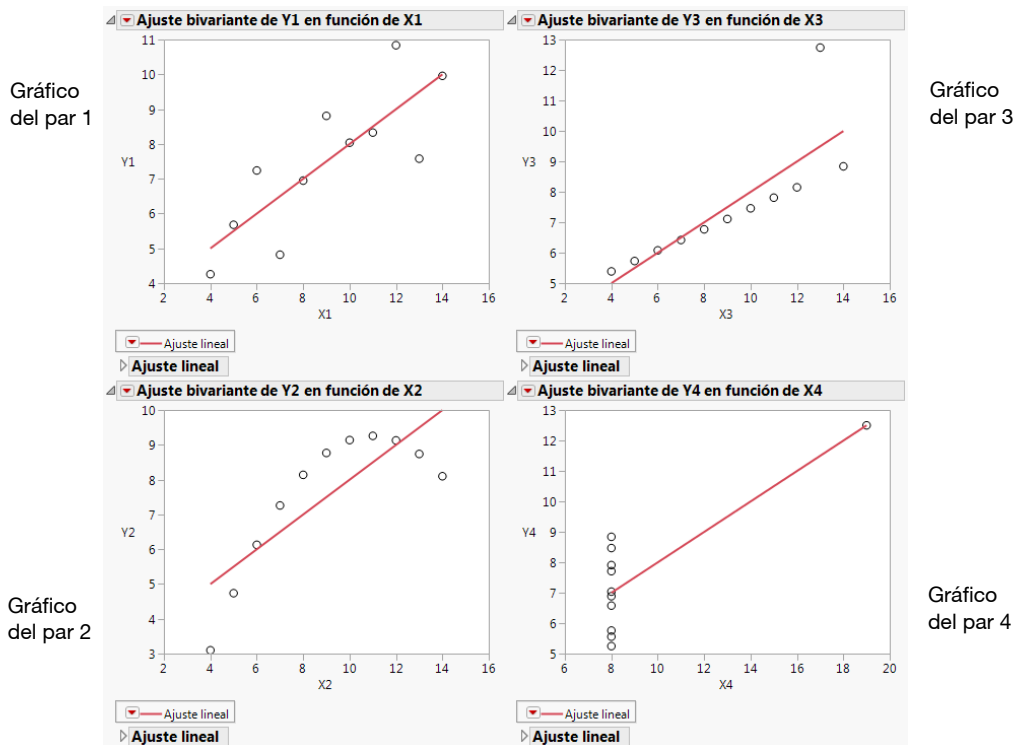 Ajuste bivariante de Y1 en función de X1
Gráfico
del par 1
Y1
11
10
9
8
7
6
5
4
2 4 6 8 10 12 14 16
X1
Ajuste lineal
Ajuste lineal
Ajuste bivariante de Y3 en función de X3
Gráfico
del par 3
Y3
13
12
11
10
9
8
7
6
5
2 4 6 8 10 12 14 16
X3
Ajuste lineal
Ajuste lineal
Ajuste bivariante de Y2 en función de X2
Gráfico
del par 2
Y2
10
9
8
7
6
5
4
3
2 4 6 8 10 12 14 16
X2
Ajuste lineal
Ajuste lineal
Ajuste bivariante de Y4 en función de X4
Gráfico
del par 4
Y4
13
12
11
10
9
8
7
6
5
6 8 10 12 14 16 18 20
X4
Ajuste lineal
Ajuste lineal